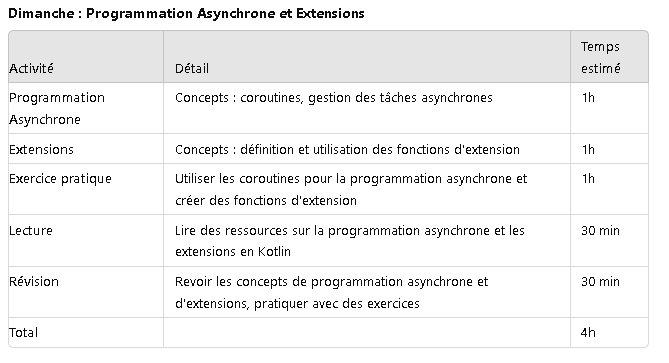 Dimanche : Programmation Asynchrone et Extensions
Activité Détail Temps estimé
Programmation Asynchrone Concepts : coroutines, gestion des tâches asynchrones 1h
Extensions Concepts : définition et utilisation des fonctions d'extension 1h
Exercice pratique Utiliser les coroutines pour la programmation asynchrone et créer des fonctions d'extension 1h
Lecture Lire des ressources sur la programmation asynchrone et les extensions en Kotlin 30 min
Révision Revoir les concepts de programmation asynchrone et d'extensions, pratiquer avec des exercices 30 min
Total 4h